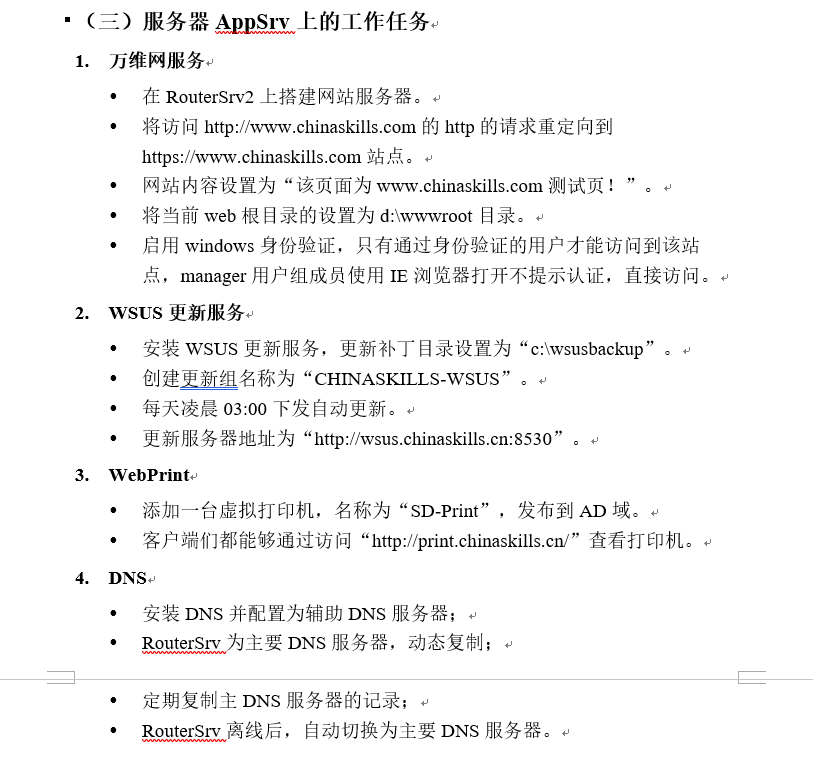 ▪（三）服务器 AppSrv 上的工作任务
1. 万维网服务
• 在 RouterSrv2 上搭建网站服务器。
• 将访问 http://www.chinaskills.com 的 http 的请求重定向到
https://www.chinaskills.com 站点。
• 网站内容设置为“该页面为 www.chinaskills.com 测试页！”。
• 将当前 web 根目录的设置为 d:\wwwroot 目录。
• 启用 windows 身份验证，只有通过身份验证的用户才能访问到该站
点，manager 用户组成员使用 IE 浏览器打开不提示认证，直接访问。
2. WSUS 更新服务
• 安装 WSUS 更新服务，更新补丁目录设置为“c:\wsusbackup”。
• 创建更新组名称为“CHINASKILLS-WSUS”。
• 每天凌晨 03:00 下发自动更新。
• 更新服务器地址为“http://wsus.chinaskills.cn:8530”。
3. WebPrint
• 添加一台虚拟打印机，名称为“SD-Print”，发布到 AD 域。
• 客户端们都能够通过访问“http://print.chinaskills.cn/”查看打印机。
4. DNS
• 安装 DNS 并配置为辅助 DNS 服务器；
• RouterSrv 为主要 DNS 服务器，动态复制；
• 定期复制主 DNS 服务器的记录；
• RouterSrv 离线后，自动切换为主要 DNS 服务器。